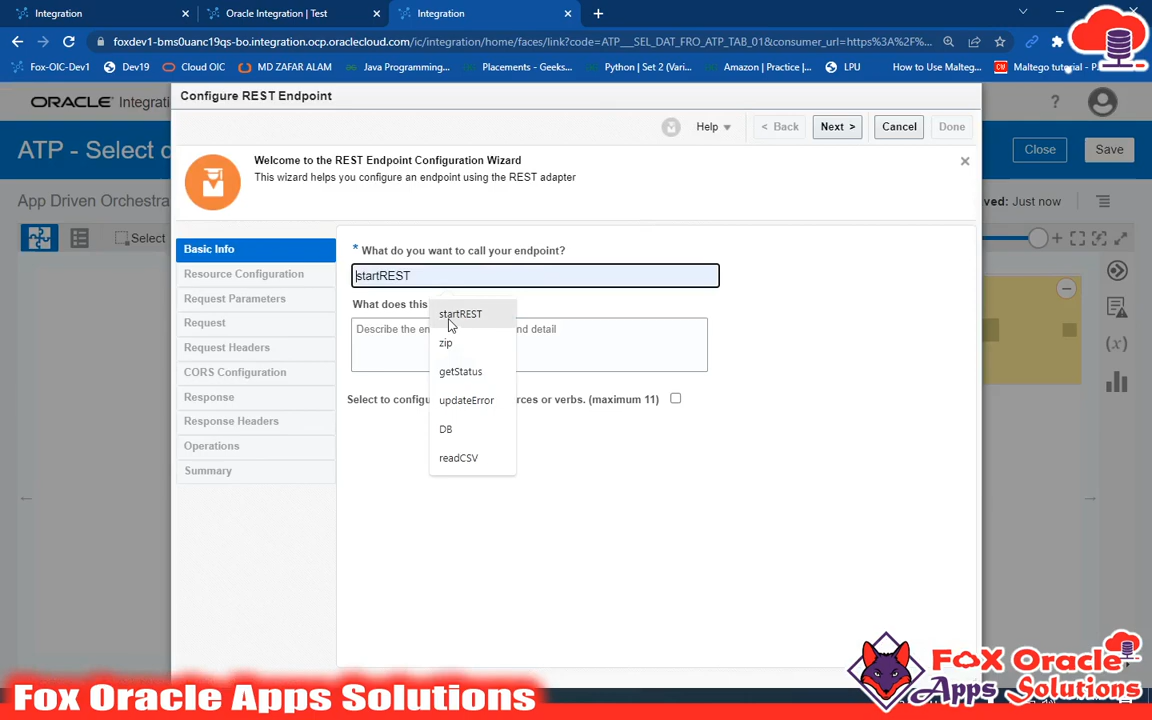 Integration
Oracle Integration | Test
Integration
foxdev1-bms0uanc19qs-bo.integration.ocp.oraclecloud.com/ic/integration/home/faces/link?code=ATP___SEL_DAT_FRO_ATP_TAB_01&consumer_url=https%3A%2F%...
Fox-OIC-Dev1
Dev19
Cloud OIC
MD ZAFAR ALAM
Java Programming...
Placements - Geeks...
Python | Set 2 (Vari...
Amazon | Practice |...
LPU
How to Use Malteg...
Maltego tutorial - P
ORACLE Integrati
ATP - Select d
Close
Save
App Driven Orchestra
ved: Just now
Select
Configure REST Endpoint
Help
< Back
Next >
Cancel
Done
Welcome to the REST Endpoint Configuration Wizard
This wizard helps you configure an endpoint using the REST adapter
Basic Info
Resource Configuration
Request Parameters
Request
Request Headers
CORS Configuration
Response
Response Headers
Operations
Summary
* What do you want to call your endpoint?
startREST
What does this
Describe the en
nd detail
startREST
zip
getStatus
updateError
DB
readCSV
Select to configu
rces or verbs. (maximum 11)
Fox Oracle Apps Solutions
FOX Oracle
Apps Solutions